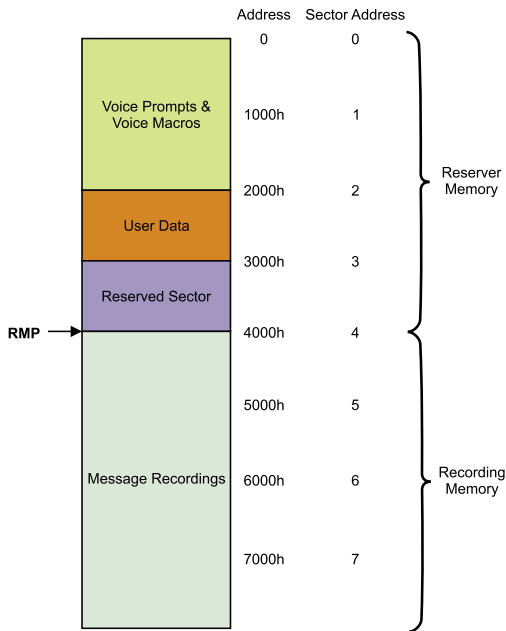 Address Sector Address
0 0
Voice Prompts &
Voice Macros
1000h 1
Reserver
Memory
2000h 2
User Data
3000h 3
Reserved Sector
RMP
4000h 4
5000h 5
Message Recordings
6000h 6
Recording
Memory
7000h 7